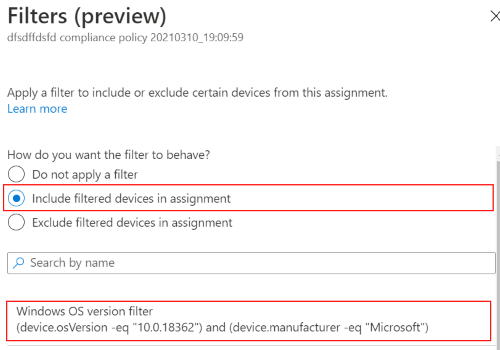 Filters (preview)
dfsdffdsfd compliance policy 20210310_19:09:59
Apply a filter to include or exclude certain devices from this assignment.
Learn more
How do you want the filter to behave?
Do not apply a filter
Include filtered devices in assignment
Exclude filtered devices in assignment
Search by name
Windows OS version filter
(device.osVersion -eq "10.0.18362") and (device.manufacturer -eq "Microsoft")